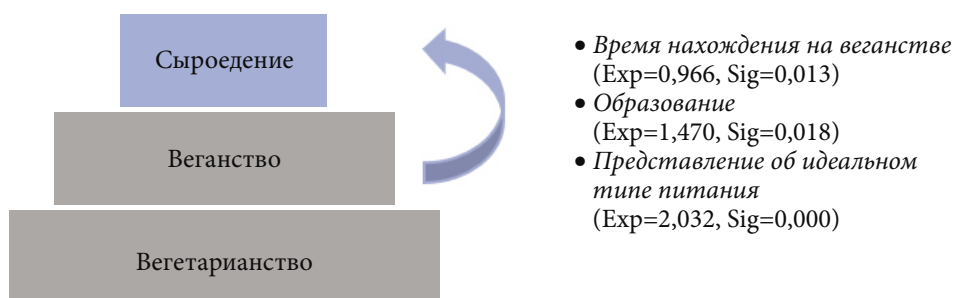 Сыроедение
Веганство
Вегетарианство
• Время нахождения на веганстве
(Exp=0,966, Sig=0,013)
• Образование
(Exp=1,470, Sig=0,018)
• Представление об идеальном
типе питания
(Exp=2,032, Sig=0,000)